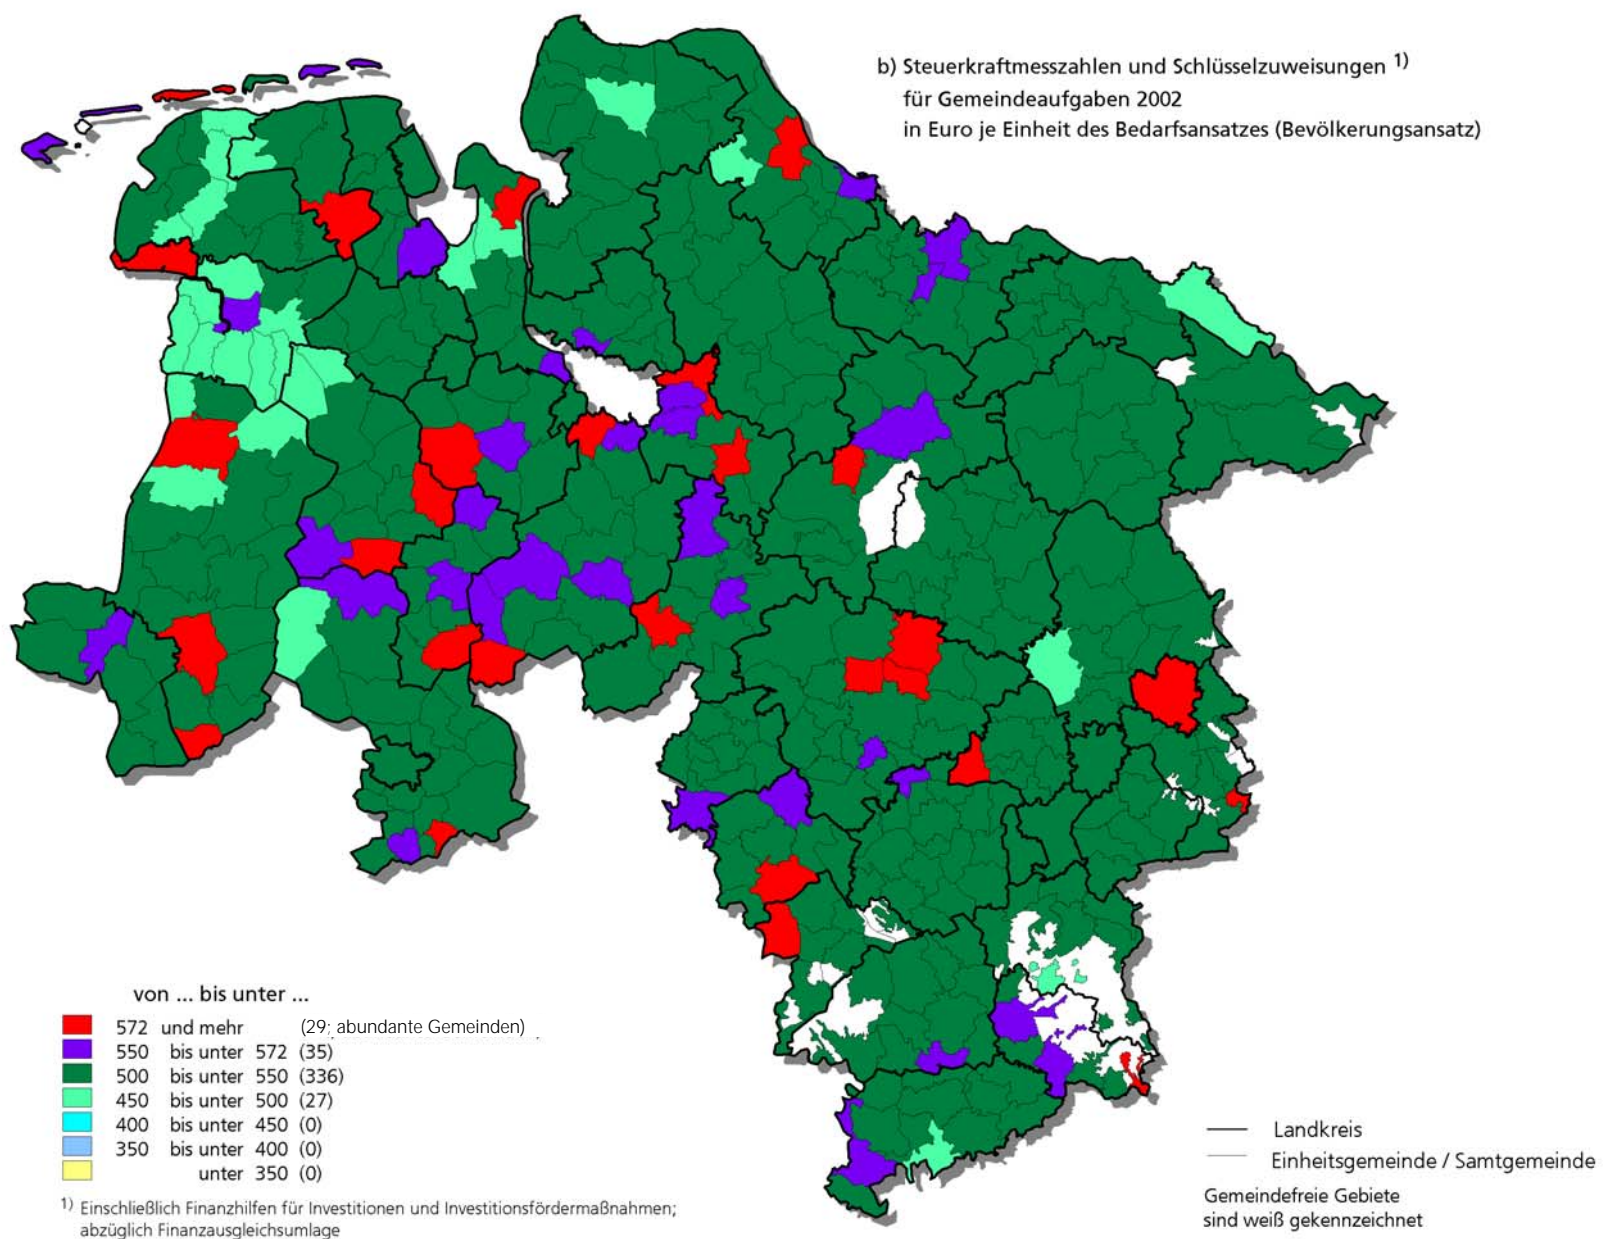 b) Steuerkraftmesszahlen und Schlüsselzuweisungen 1)
für Gemeindeaufgaben 2002
in Euro je Einheit des Bedarfsansatzes (Bevölkerungsansatz)
von ... bis unter ...
572 und mehr (29; abundante Gemeinden)
550 bis unter 572 (35)
500 bis unter 550 (336)
450 bis unter 500 (27)
400 bis unter 450 (0)
350 bis unter 400 (0)
unter 350 (0)
1) Einschließlich Finanzhilfen für Investitionen und Investitionsfördermaßnahmen;
abzüglich Finanzausgleichsumlage
Landkreis
Einheitsgemeinde / Samtgemeinde
Gemeindefreie Gebiete
sind weiß gekennzeichnet